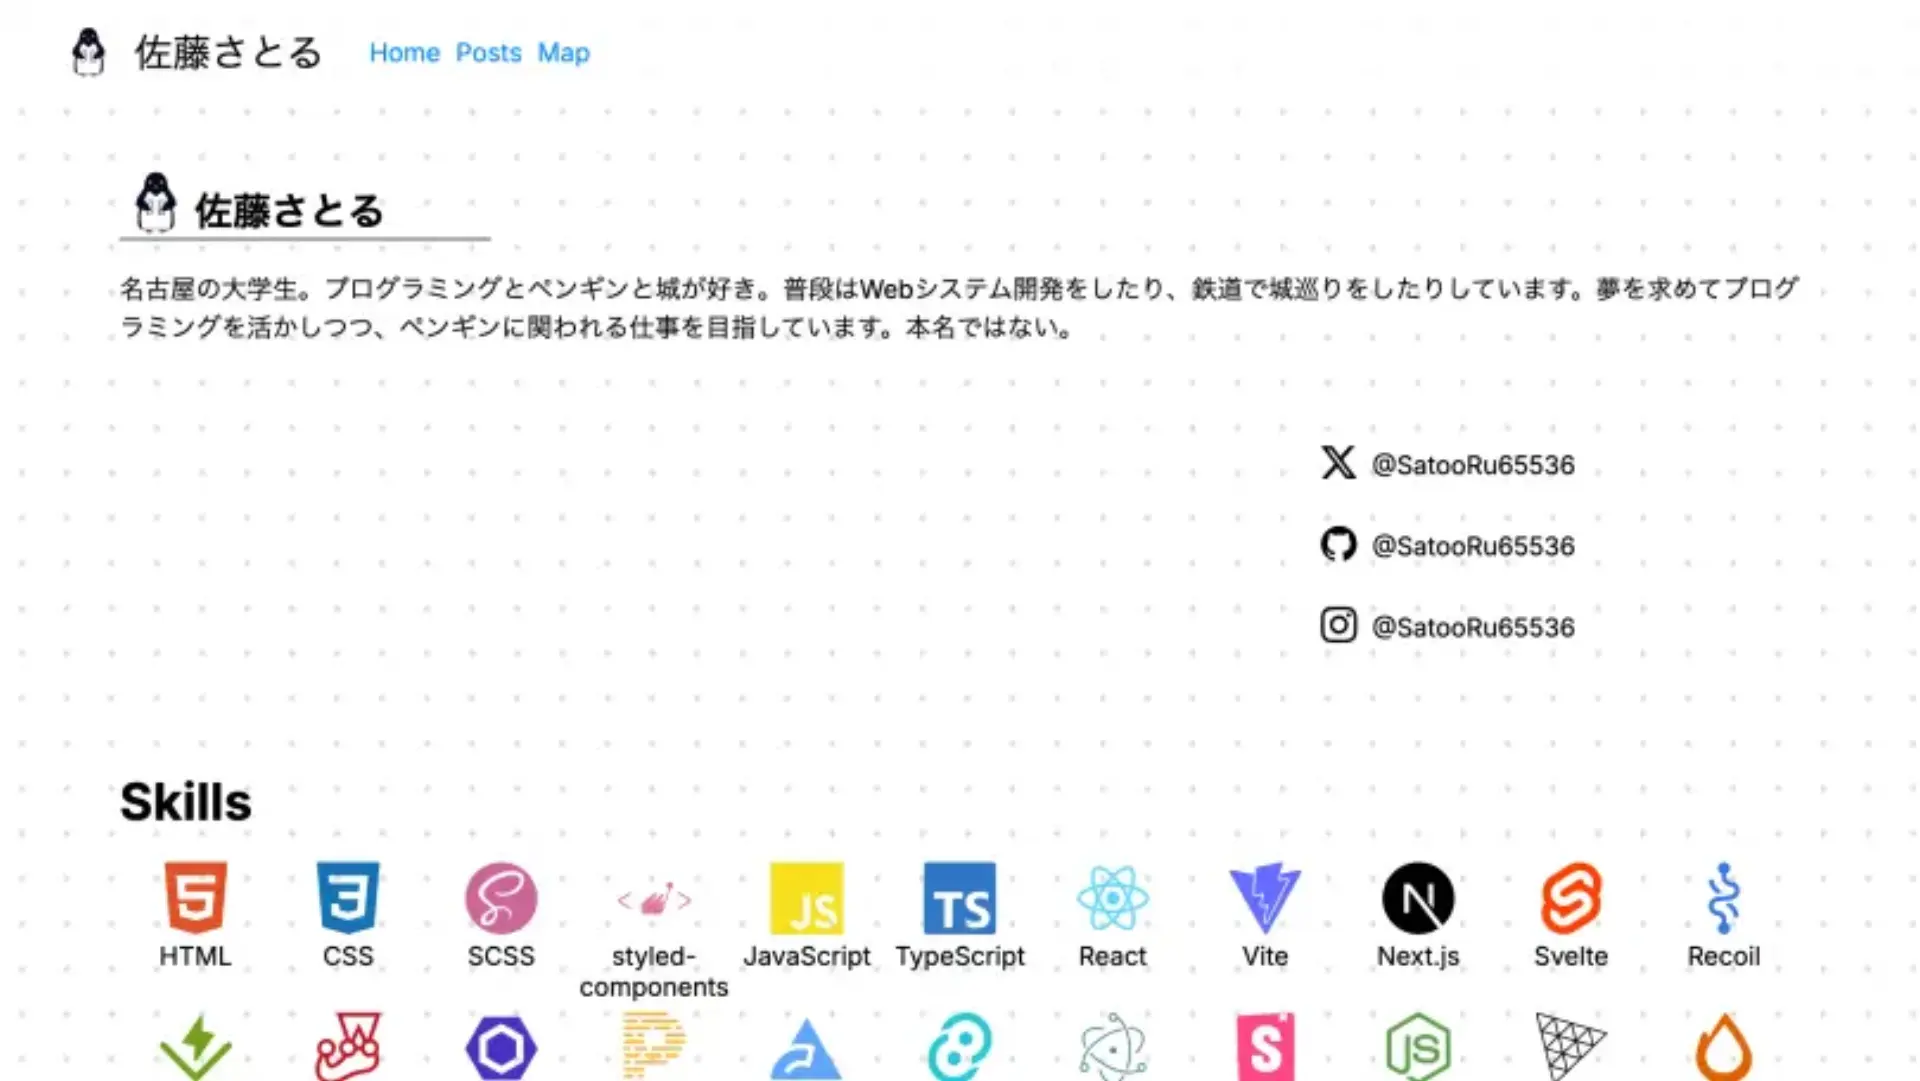 佐藤さとる Home Posts Map
佐藤さとる
名古屋の大学生。プログラミングとペンギンと城が好き。普段はWebシステム開発をしたり、鉄道で城巡りをしたりしています。夢を求めてプログ
ラミングを活かしつつ、ペンギンに関われる仕事を目指しています。本名ではない。
@SatooRu65536
@SatooRu65536
@SatooRu65536
Skills
JS TS
HTML CSS SCSS styled- JavaScript TypeScript React Vite Next.js Svelte Recoil
components